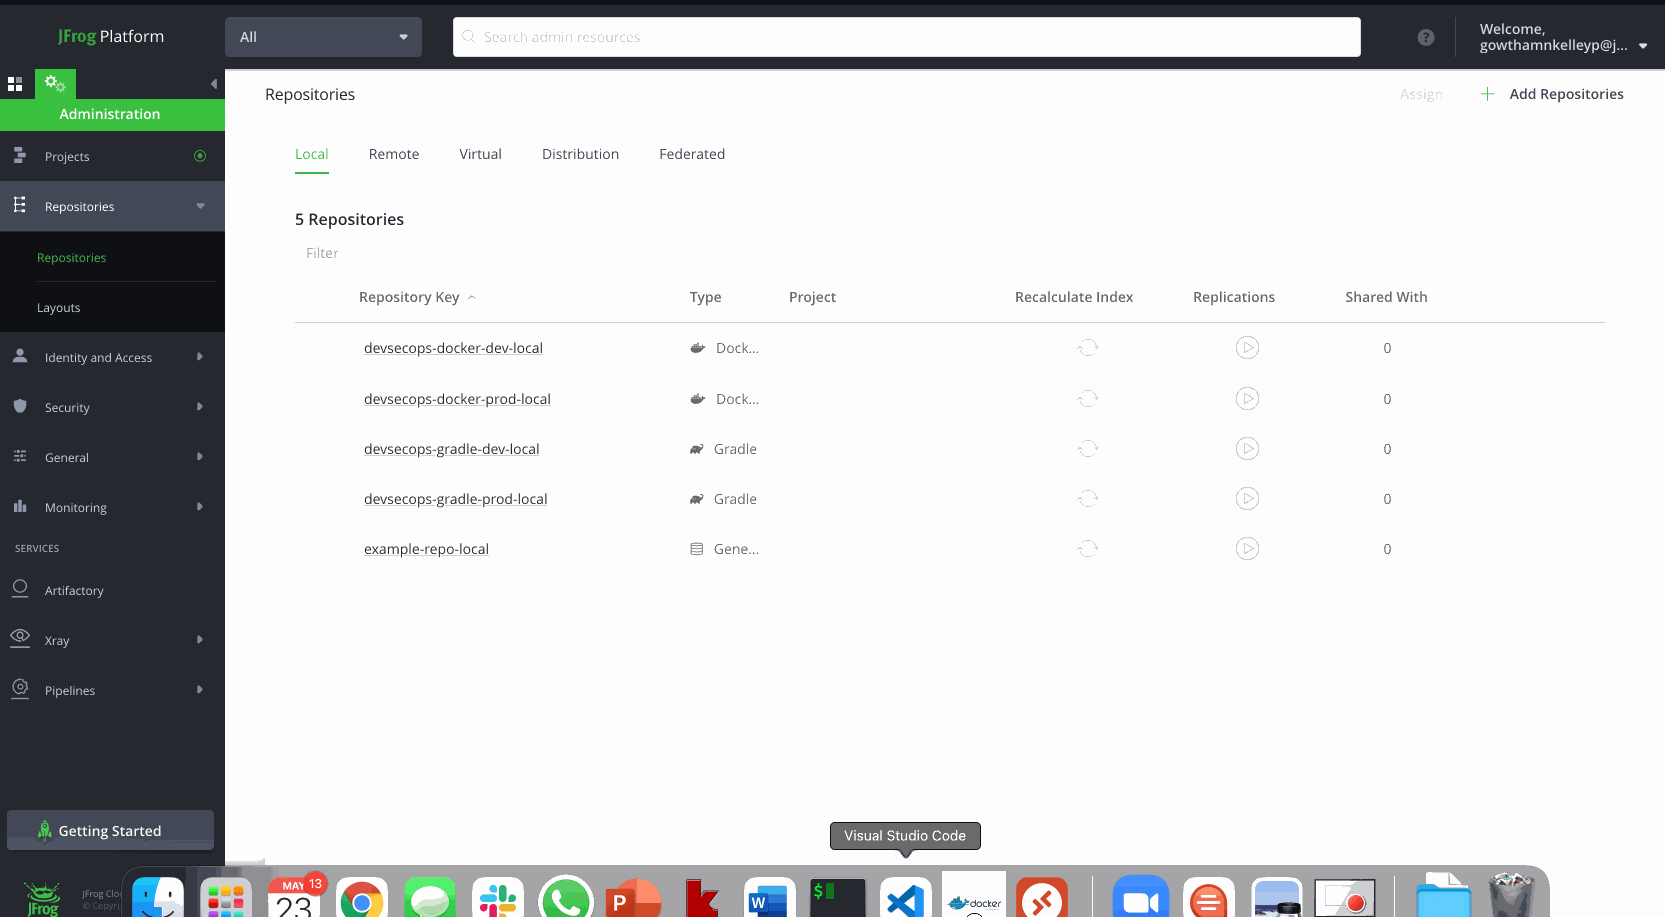 JFrog Platform
All
Search admin resources
?
Welcome,
gowthamnkelleyp@j...
Administration
Projects
Repositories
Repositories
Layouts
Identity and Access
Security
General
Monitoring
SERVICES
Artifactory
Xray
Pipelines
Getting Started
JFrog
JFrog Clo
© Copyr
Repositories
Assign
Add Repositories
Local Remote Virtual Distribution Federated
5 Repositories
Filter
Repository Key Type Project Recalculate Index Replications Shared With
devsecops-docker-dev-local Dock... 0
devsecops-docker-prod-local Dock... 0
devsecops-gradle-dev-local Gradle 0
devsecops-gradle-prod-local Gradle 0
example-repo-local Gene... 0
Visual Studio Code
MAY 13
23
P
W
$
docker